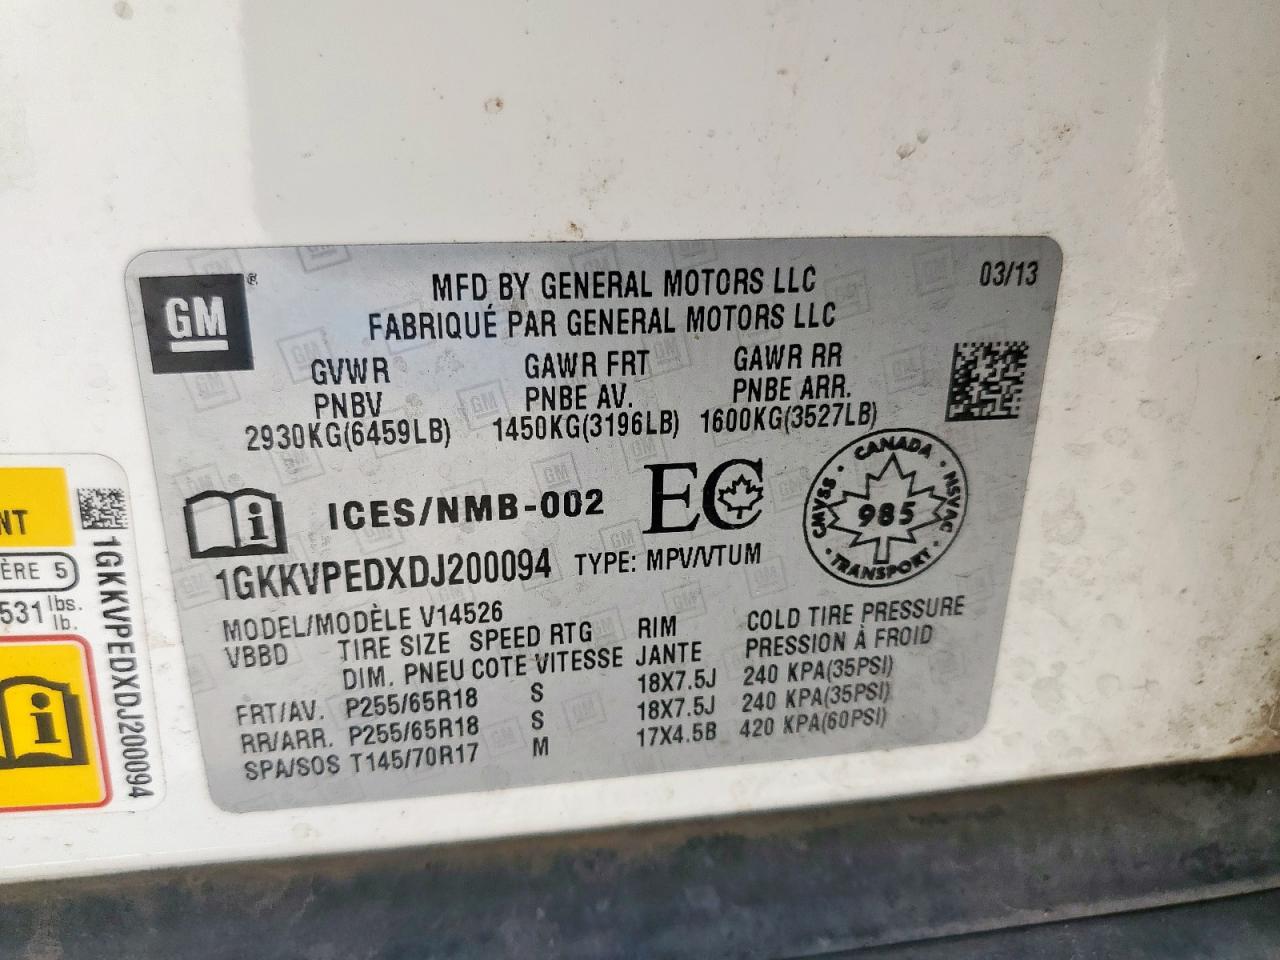 GM
MFD BY GENERAL MOTORS LLC
03/13
FABRIQUÉ PAR GENERAL MOTORS LLC
GVWR GAWR FRT GAWR RR
PNBV PNBE AV. PNBE ARR.
2930KG(6459LB) 1450KG(3196LB) 1600KG(3527LB)
i ICES/NMB-002 EC
CANADA · NSVAC · TRANSPORT · CMVSS ·
985
1GKKVPEDXDJ200094 TYPE: MPV/VTUM
MODEL/MODÈLE V14526
VBBD TIRE SIZE SPEED RTG RIM COLD TIRE PRESSURE
DIM. PNEU COTE VITESSE JANTE PRESSION À FROID
FRT/AV. P255/65R18 S 18X7.5J 240 KPA(35PSI)
RR/ARR. P255/65R18 S 18X7.5J 240 KPA(35PSI)
SPA/SOS T145/70R17 M 17X4.5B 420 KPA(60PSI)
NT
ÈRE 5
531 lbs.
lb.
i
1GKKVPEDXDJ200094